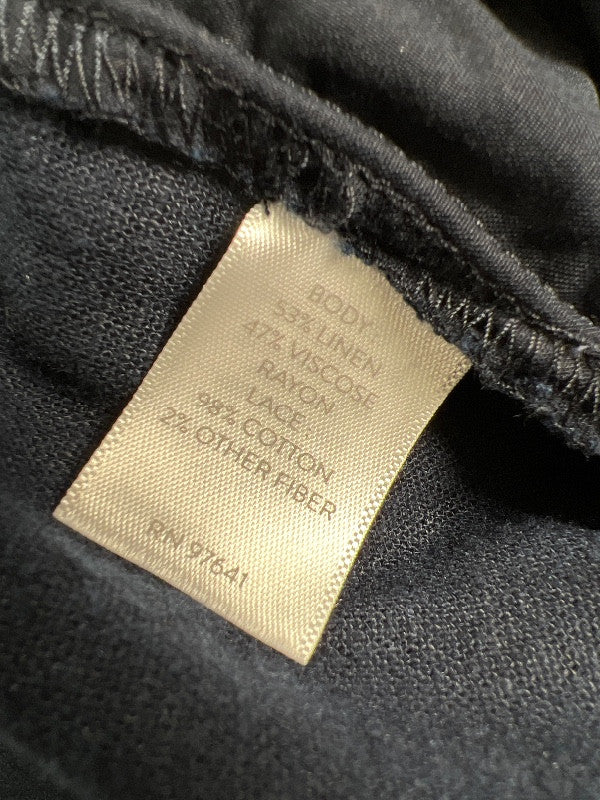 BODY
53% LINEN
47% VISCOSE
RAYON
LACE
98% COTTON
2% OTHER FIBER
RN 97641